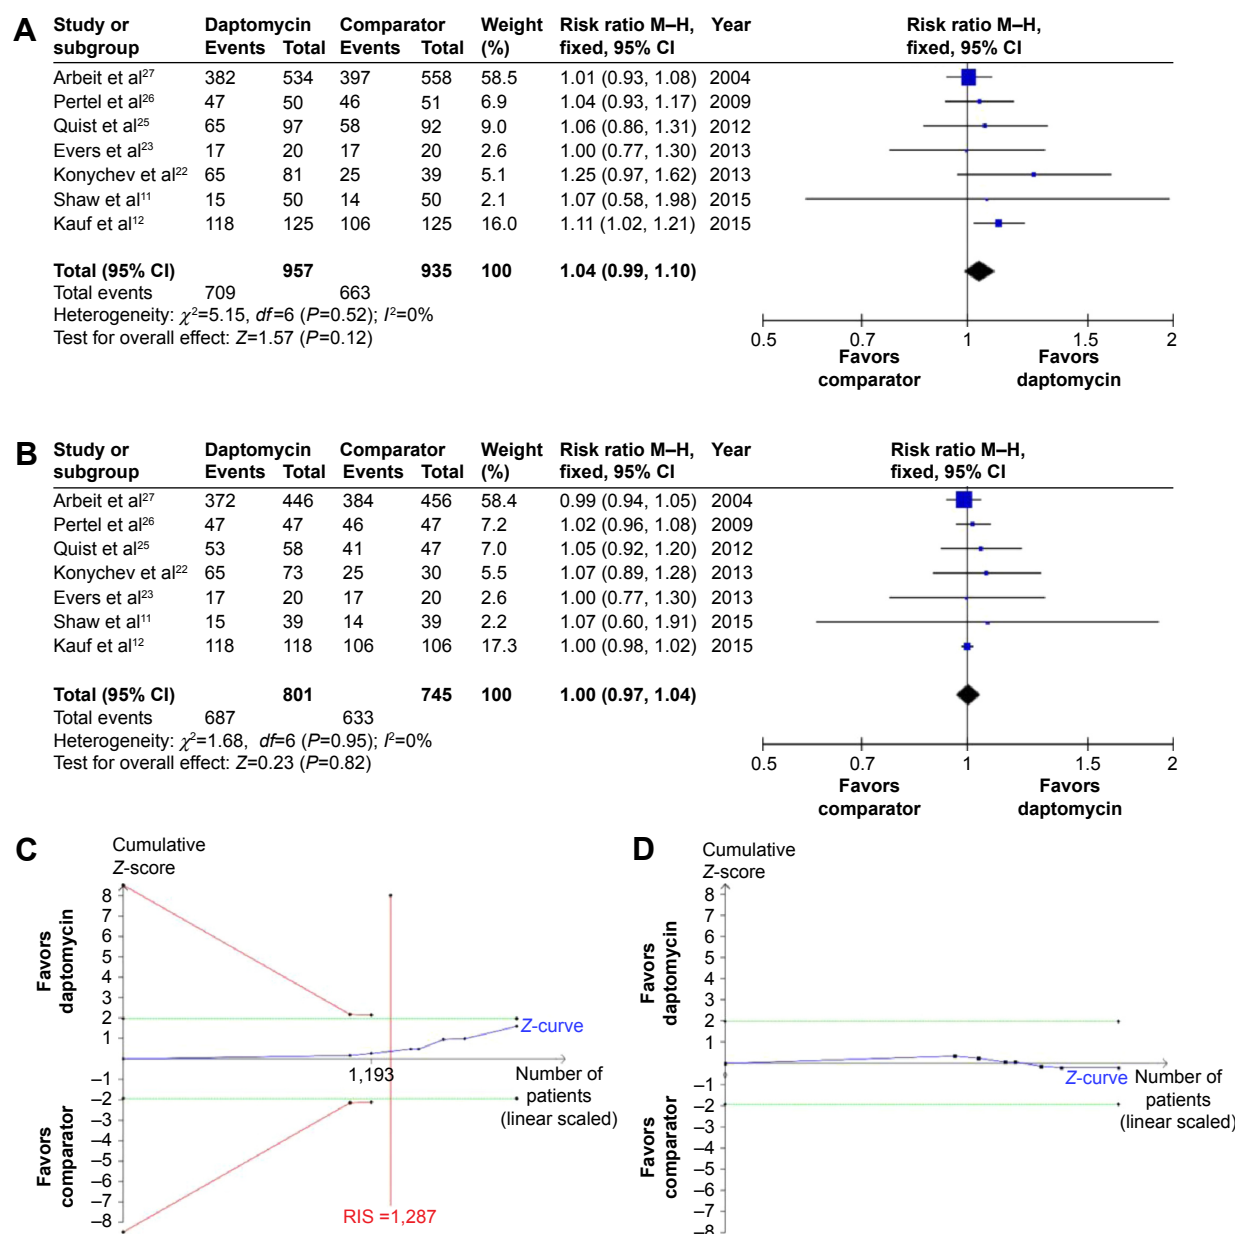 A
Study or Daptomycin Comparator Weight Risk ratio M–H, Year Risk ratio M–H,
subgroup Events Total Events Total (%) fixed, 95% CI fixed, 95% CI
Arbeit et al27 382 534 397 558 58.5 1.01 (0.93, 1.08) 2004
Pertel et al26 47 50 46 51 6.9 1.04 (0.93, 1.17) 2009
Quist et al25 65 97 58 92 9.0 1.06 (0.86, 1.31) 2012
Evers et al23 17 20 17 20 2.6 1.00 (0.77, 1.30) 2013
Konychev et al22 65 81 25 39 5.1 1.25 (0.97, 1.62) 2013
Shaw et al11 15 50 14 50 2.1 1.07 (0.58, 1.98) 2015
Kauf et al12 118 125 106 125 16.0 1.11 (1.02, 1.21) 2015
Total (95% CI) 957 935 100 1.04 (0.99, 1.10)
Total events 709 663
Heterogeneity: χ²=5.15, df=6 (P=0.52); I²=0%
Test for overall effect: Z=1.57 (P=0.12)
0.5 0.7 1 1.5 2
Favors Favors
comparator daptomycin
B
Study or Daptomycin Comparator Weight Risk ratio M–H, Year Risk ratio M–H,
subgroup Events Total Events Total (%) fixed, 95% CI fixed, 95% CI
Arbeit et al27 372 446 384 456 58.4 0.99 (0.94, 1.05) 2004
Pertel et al26 47 47 46 47 7.2 1.02 (0.96, 1.08) 2009
Quist et al25 53 58 41 47 7.0 1.05 (0.92, 1.20) 2012
Konychev et al22 65 73 25 30 5.5 1.07 (0.89, 1.28) 2013
Evers et al23 17 20 17 20 2.6 1.00 (0.77, 1.30) 2013
Shaw et al11 15 39 14 39 2.2 1.07 (0.60, 1.91) 2015
Kauf et al12 118 118 106 106 17.3 1.00 (0.98, 1.02) 2015
Total (95% CI) 801 745 100 1.00 (0.97, 1.04)
Total events 687 633
Heterogeneity: χ²=1.68, df=6 (P=0.95); I²=0%
Test for overall effect: Z=0.23 (P=0.82)
0.5 0.7 1 1.5 2
Favors Favors
comparator daptomycin
C
Cumulative
Z-score
Favors
daptomycin
Favors
comparator
8
7
6
5
4
3
2
1
–1
–2
–3
–4
–5
–6
–7
–8
Z-curve
1,193
Number of
patients
(linear scaled)
RIS =1,287
D
Cumulative
Z-score
Favors
daptomycin
Favors
comparator
8
7
6
5
4
3
2
1
–1
–2
–3
–4
–5
–6
–7
–8
Z-curve
Number of
patients
(linear scaled)